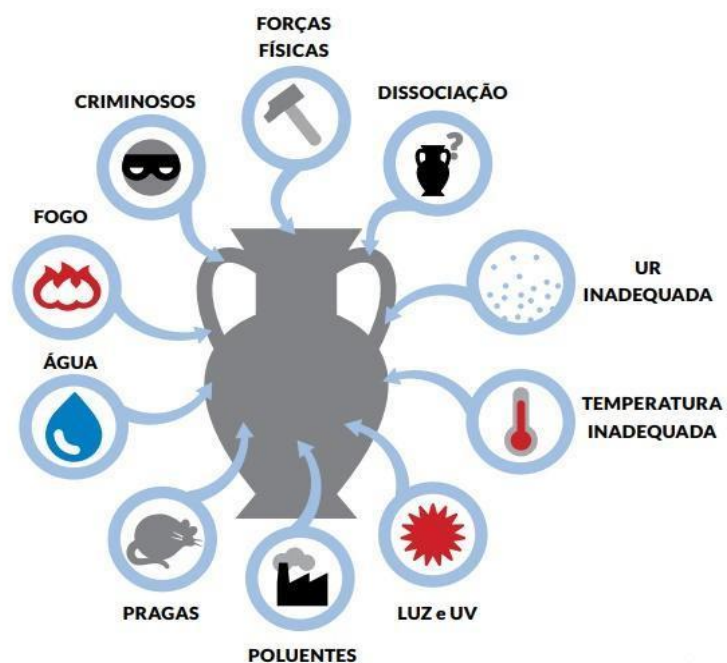 FORÇAS
FÍSICAS
CRIMINOSOS
DISSOCIAÇÃO
FOGO
UR
INADEQUADA
ÁGUA
TEMPERATURA
INADEQUADA
PRAGAS
LUZ e UV
POLUENTES
?